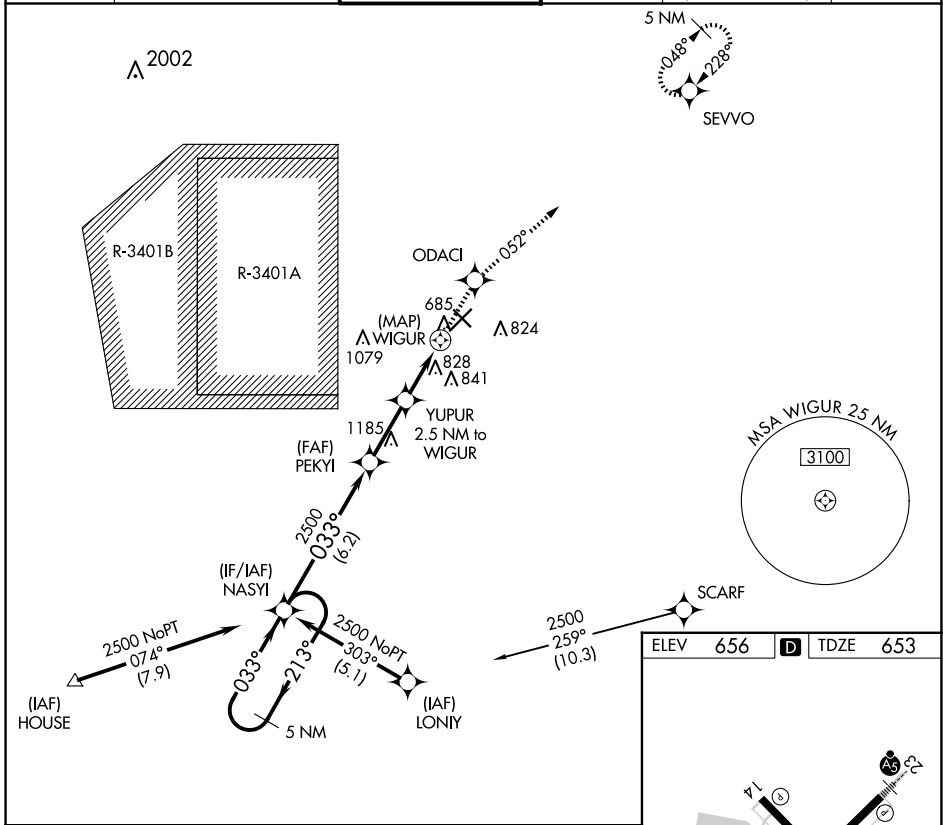 5 NM
048°
228°
SEVVO
2002
R-3401B
R-3401A
052°
ODACI
685
(MAP)
WIGUR
824
1079
828
841
YUPUR
2.5 NM to
WIGUR
1185
(FAF)
PEKYI
MSA WIGUR 25 NM
3100
2500
033°
(6.2)
(IF/IAF)
NASYI
SCARF
2500
259°
(10.3)
2500 NoPT
074°
(7.9)
2500 NoPT
303°
(5.1)
033°
213°
(IAF)
HOUSE
(IAF)
LONIY
5 NM
ELEV 656 D TDZE 653
A5
23
14
P
P